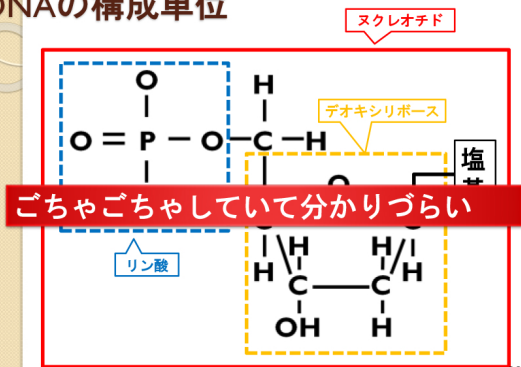 DNAの構成単位
ヌクレオチド
O
H
デオキシリボース
O = P − O − C − H
塩基
O
ごちゃごちゃしていて分かりづらい
リン酸
H
H
H
H
C
C
OH
H